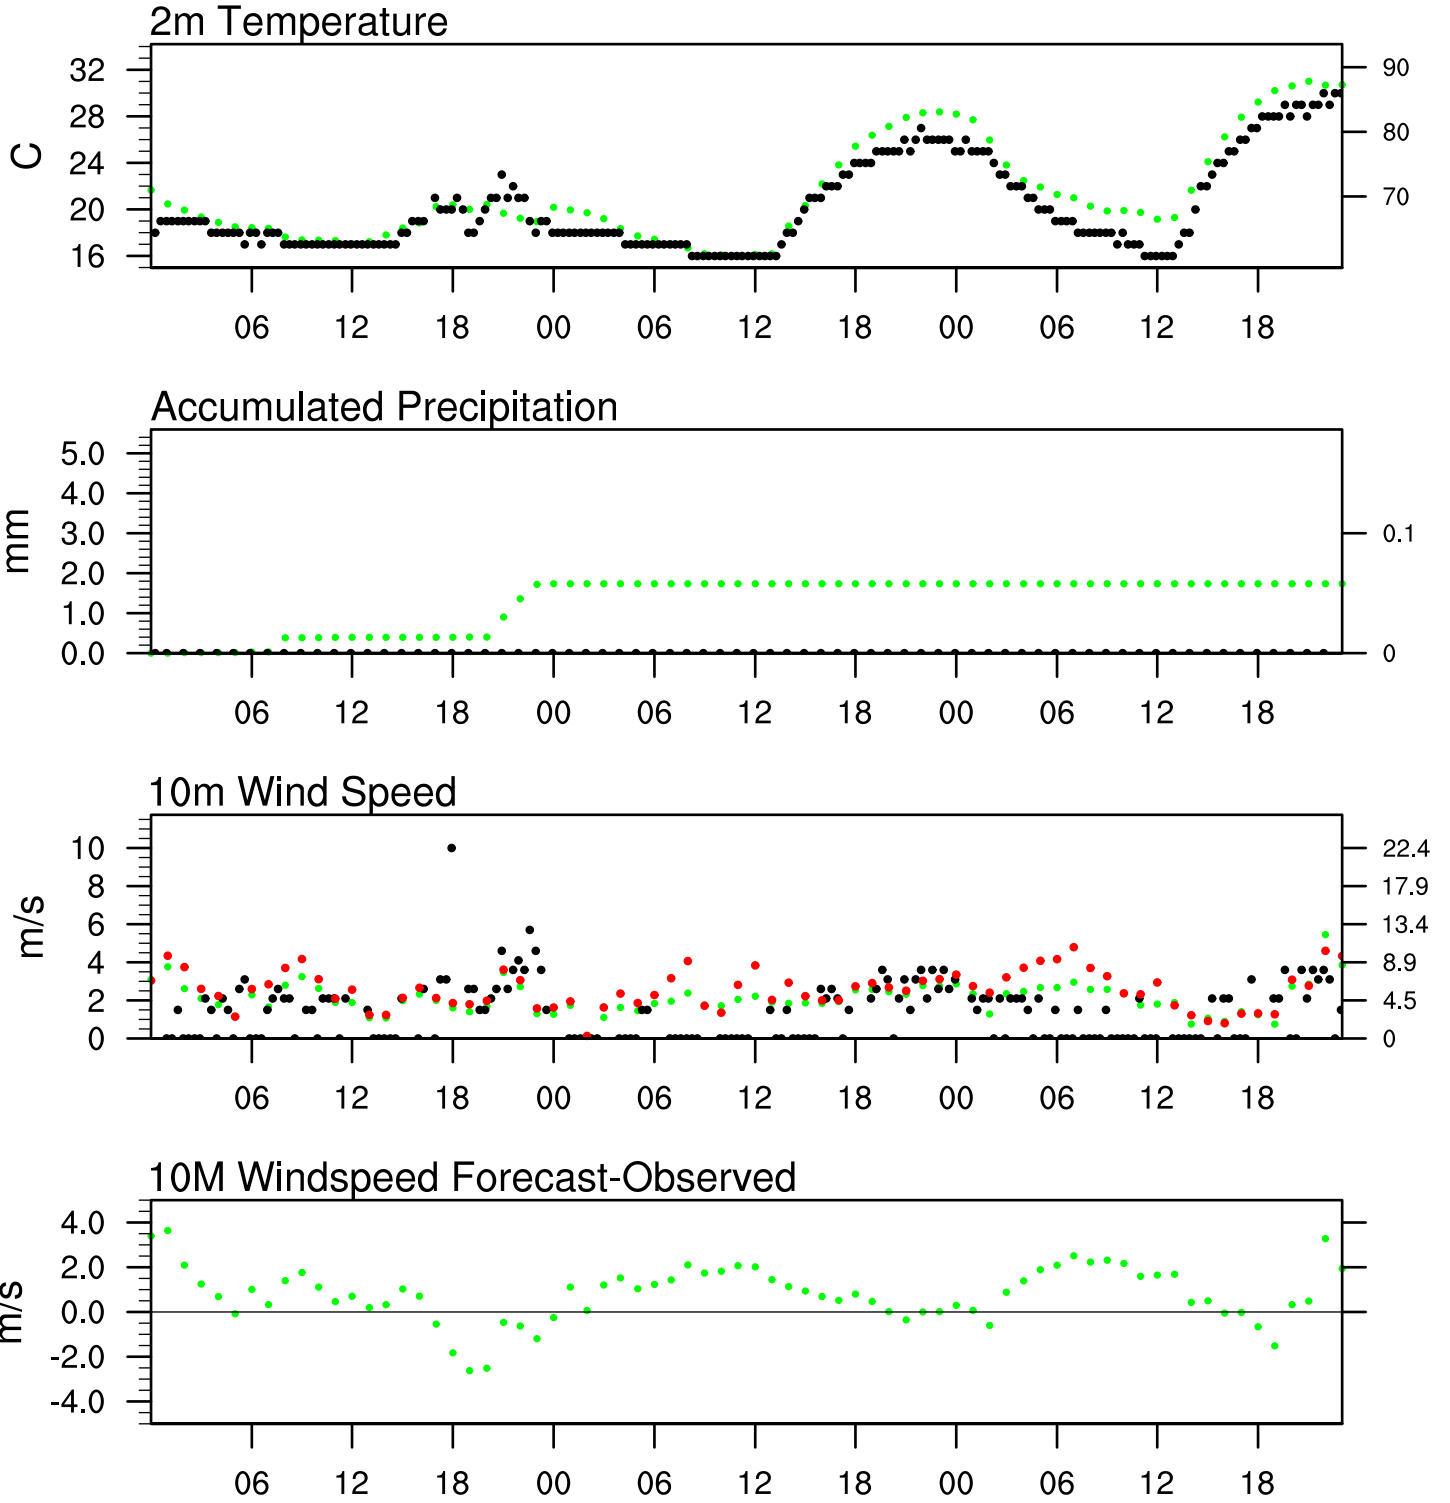 2m Temperature
32
28
24
20
16
C
90
80
70
06 12 18 00 06 12 18 00 06 12 18
Accumulated Precipitation
5.0
4.0
3.0
2.0
1.0
0.0
mm
0.1
0
06 12 18 00 06 12 18 00 06 12 18
10m Wind Speed
10
8
6
4
2
0
m/s
22.4
17.9
13.4
8.9
4.5
0
06 12 18 00 06 12 18 00 06 12 18
10M Windspeed Forecast-Observed
4.0
2.0
0.0
-2.0
-4.0
m/s
06 12 18 00 06 12 18 00 06 12 18